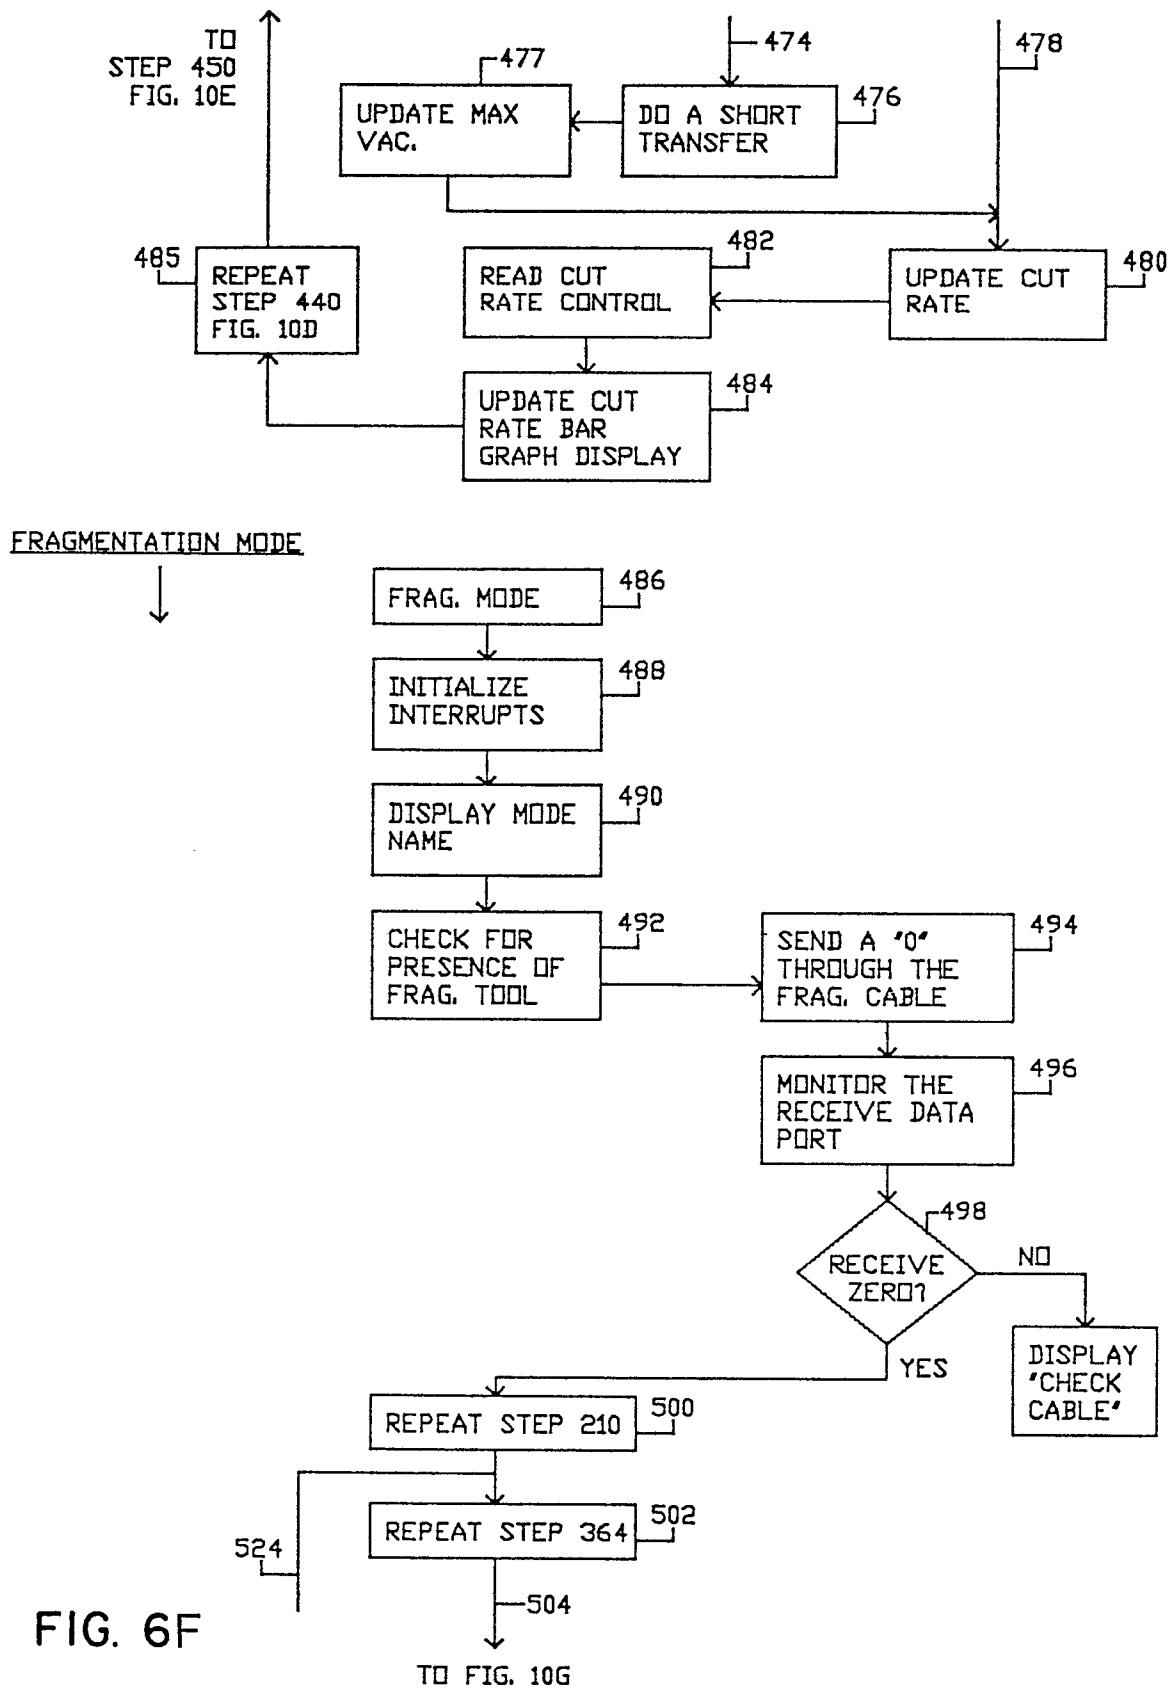 TO
STEP 450
FIG. 10E
477
474
478
UPDATE MAX
VAC.
DO A SHORT
TRANSFER
476
485
REPEAT
STEP 440
FIG. 10D
READ CUT
RATE CONTROL
482
UPDATE CUT
RATE
480
UPDATE CUT
RATE BAR
GRAPH DISPLAY
484
FRAGMENTATION MODE
FRAG. MODE
486
INITIALIZE
INTERRUPTS
488
DISPLAY MODE
NAME
490
CHECK FOR
PRESENCE OF
FRAG. TOOL
492
SEND A "0"
THROUGH THE
FRAG. CABLE
494
MONITOR THE
RECEIVE DATA
PORT
496
498
RECEIVE
ZERO?
NO
YES
DISPLAY
"CHECK
CABLE"
REPEAT STEP 210
500
REPEAT STEP 364
502
524
504
FIG. 6F
TO FIG. 10G